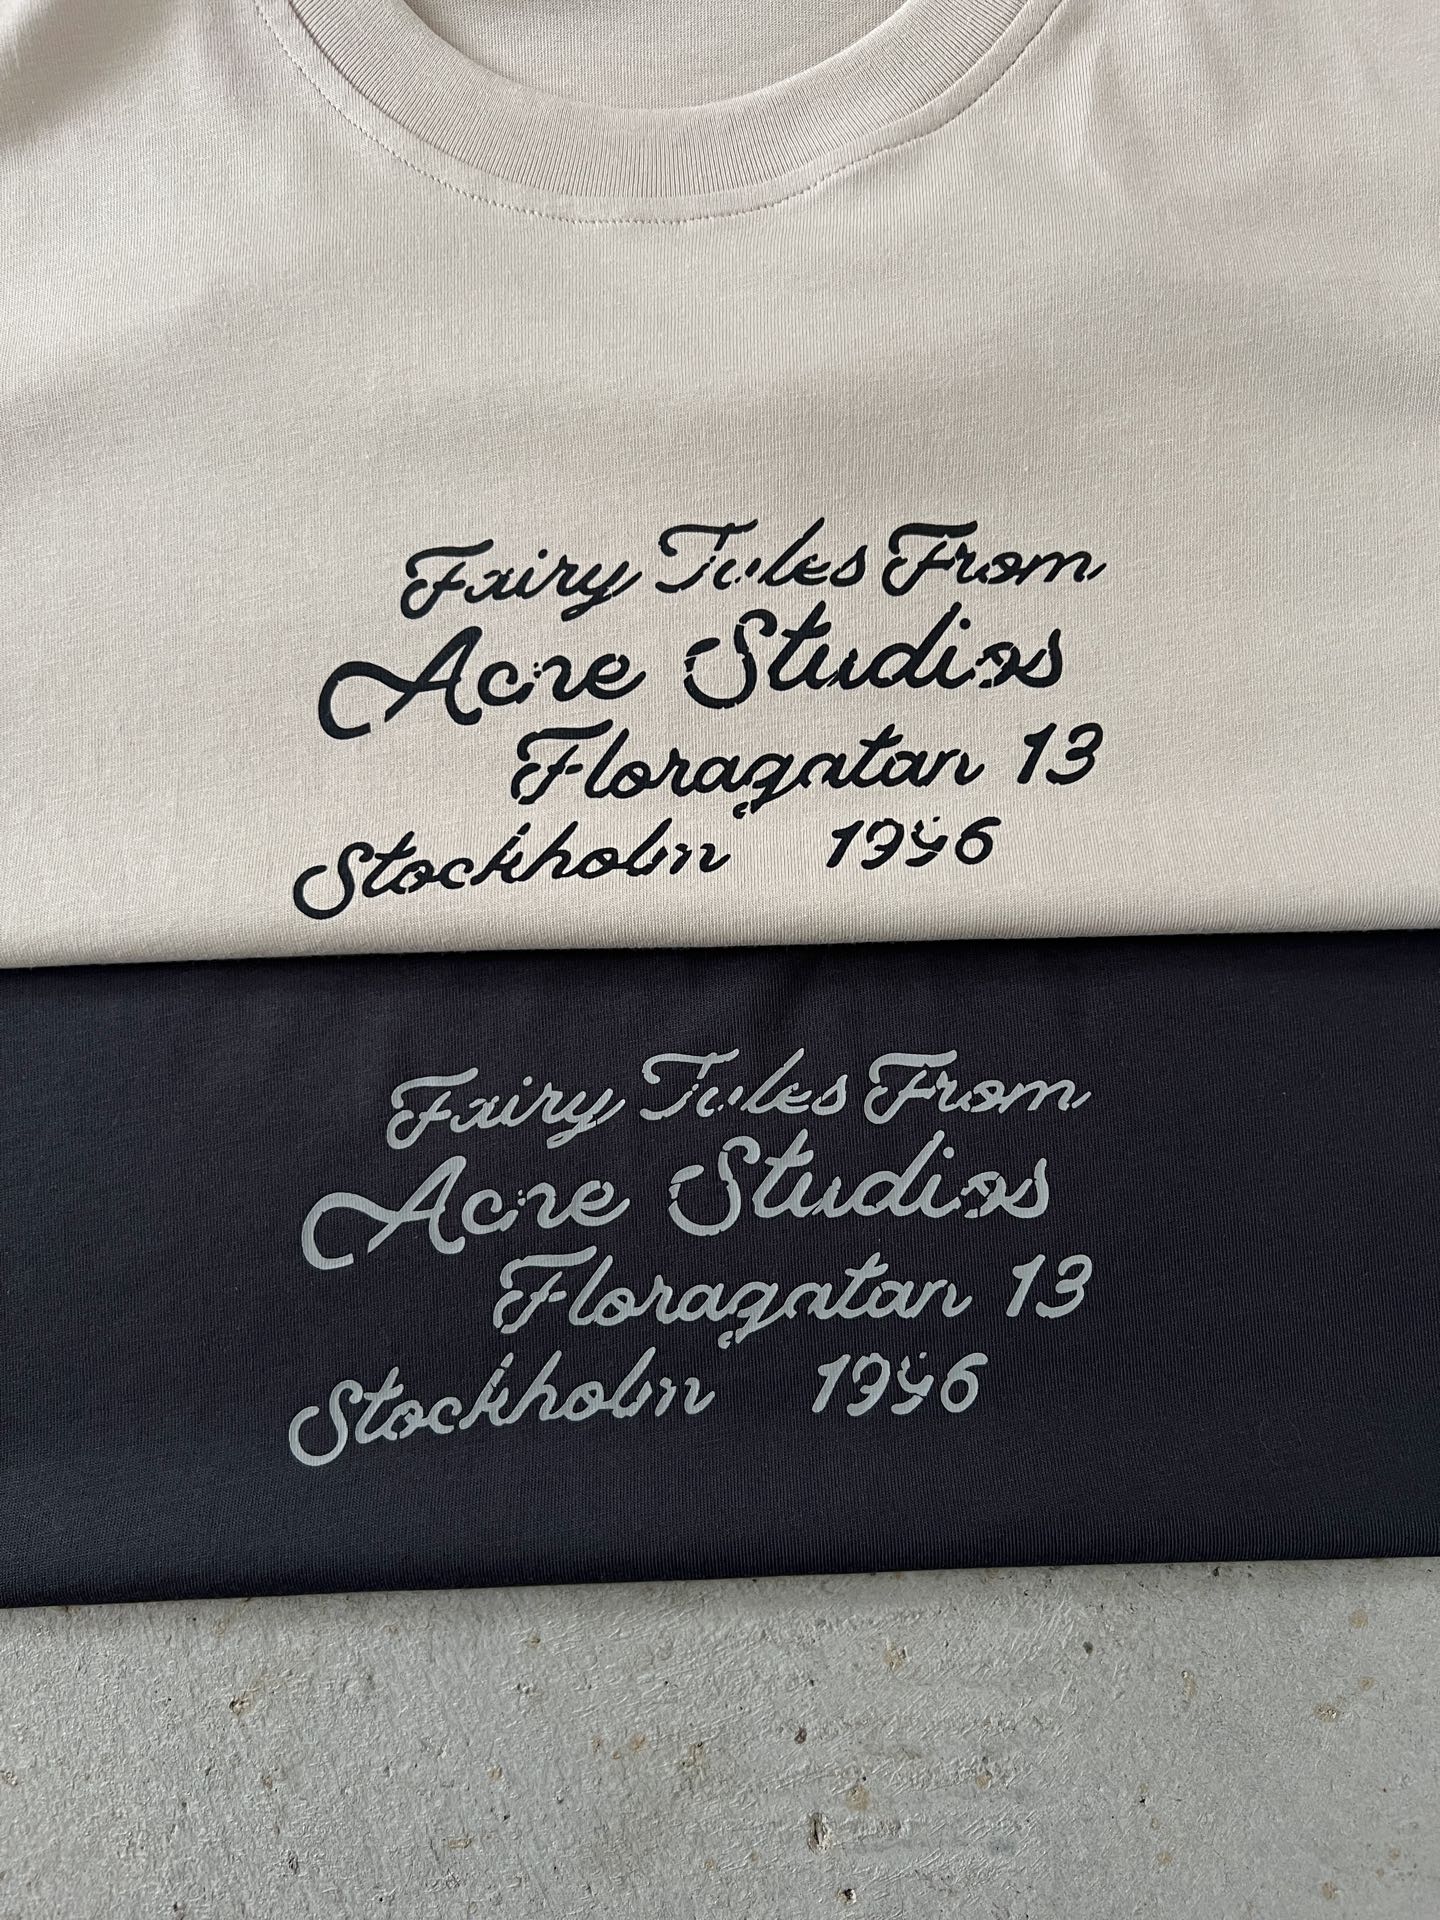 Fairy Tales From
Acne Studios
Floragatan 13
Stockholm 1996
Fairy Tales From
Acne Studios
Floragatan 13
Stockholm 1996